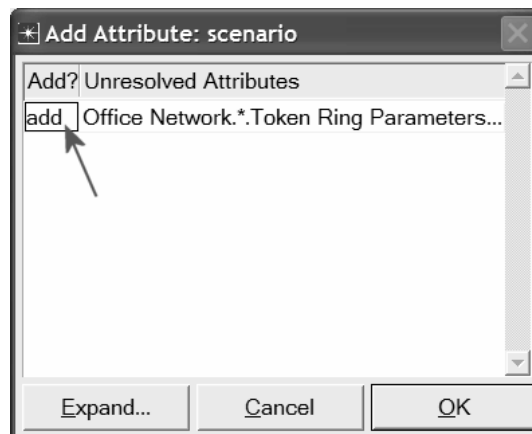 Add Attribute: scenario
Add? Unresolved Attributes
add Office Network.*.Token Ring Parameters...
Expand... Cancel OK